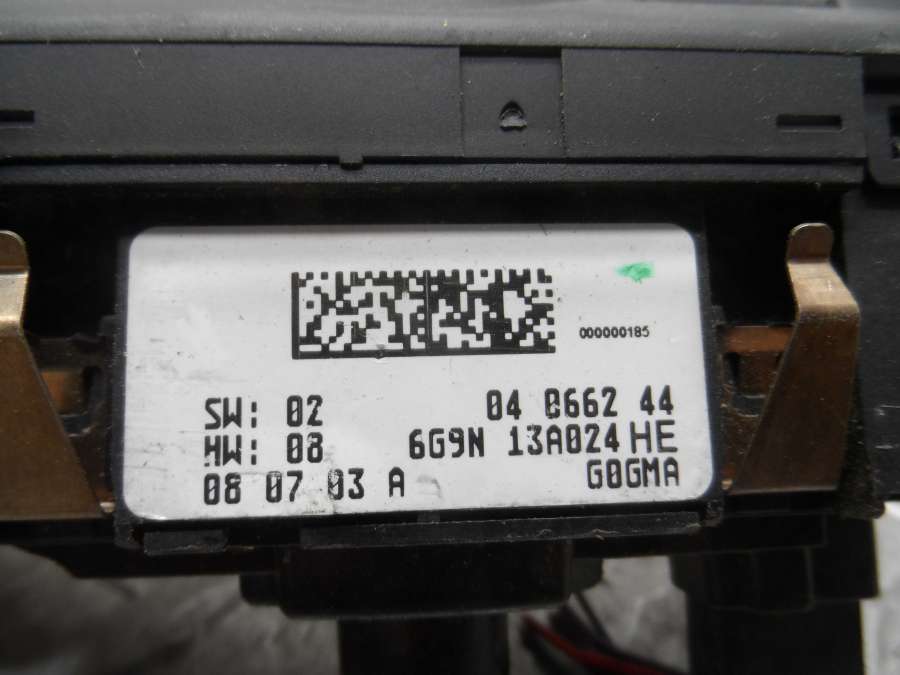 000000185
SW: 02 04 0662 44
HW: 08 6G9N 13A024 HE
08 07 03 A G0GMA